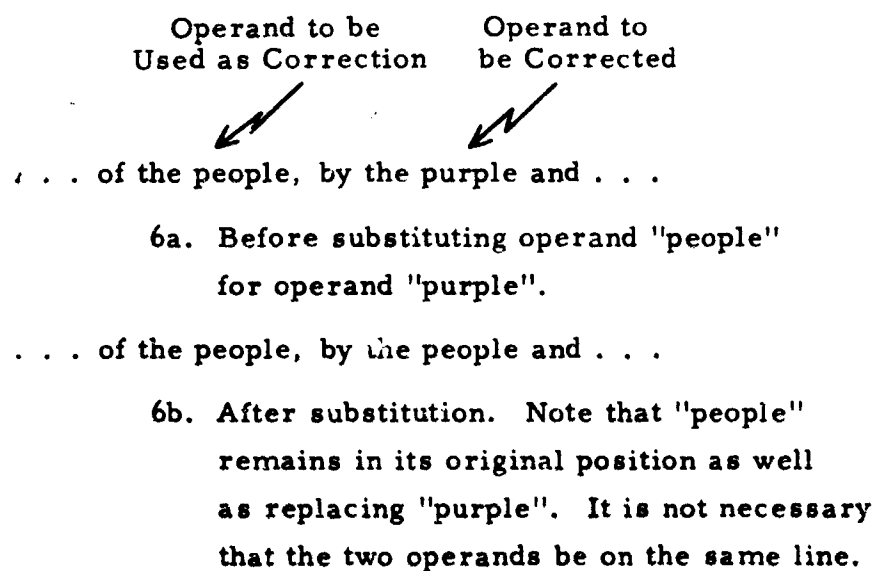 Operand to be Operand to
Used as Correction be Corrected
. . . of the people, by the purple and . . .
6a. Before substituting operand "people"
for operand "purple".
. . . of the people, by the people and . . .
6b. After substitution. Note that "people"
remains in its original position as well
as replacing "purple". It is not necessary
that the two operands be on the same line.